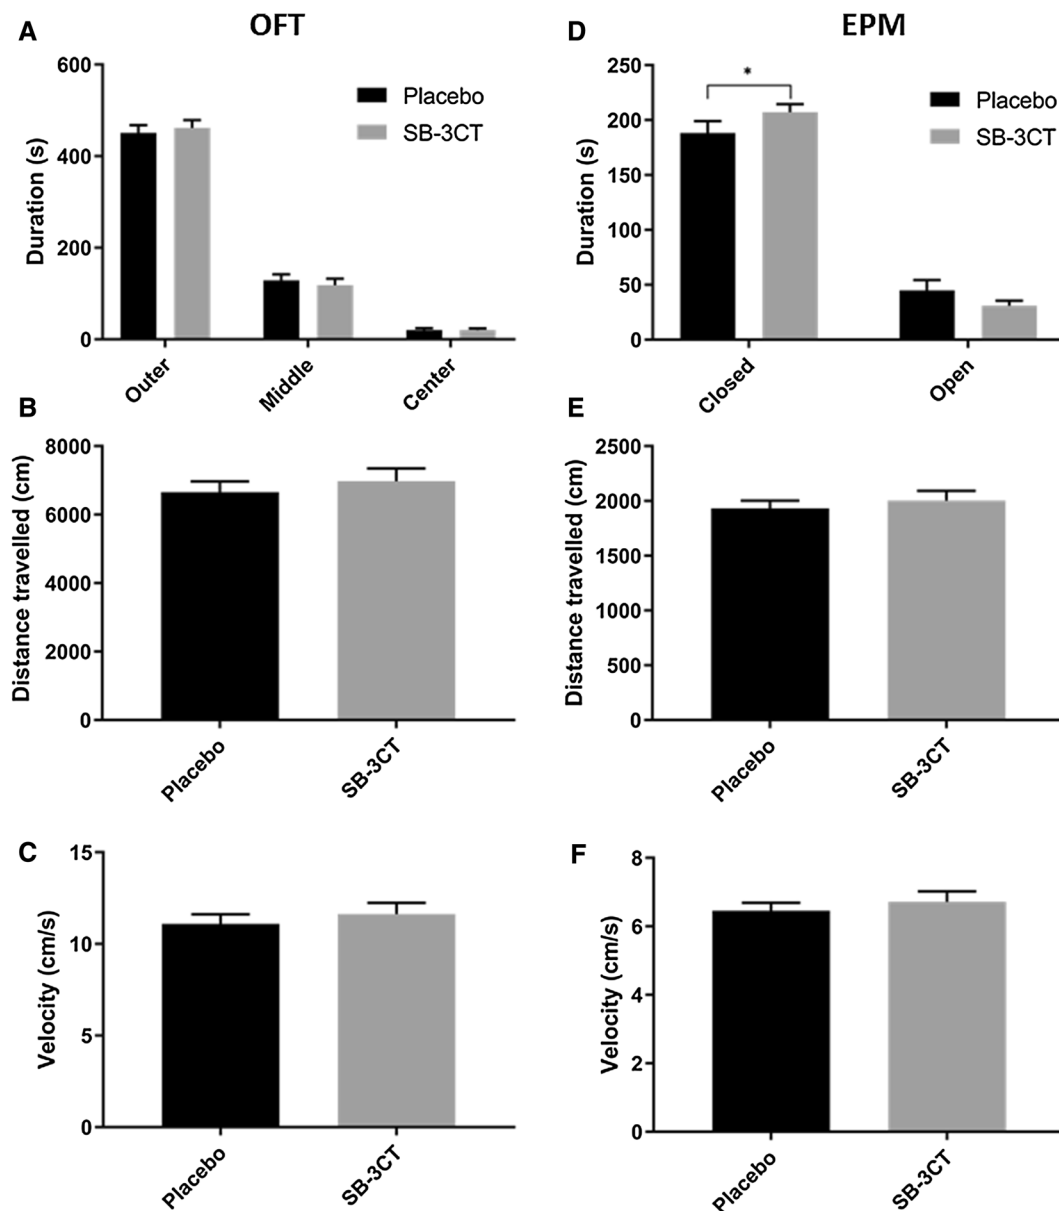 A
OFT
Duration (s)
600
400
200
0
Placebo
SB-3CT
Outer
Middle
Center
B
Distance travelled (cm)
8000
6000
4000
2000
0
Placebo
SB-3CT
C
Velocity (cm/s)
15
10
5
0
Placebo
SB-3CT
D
EPM
Duration (s)
250
200
150
100
50
0
*
Placebo
SB-3CT
Closed
Open
E
Distance travelled (cm)
2500
2000
1500
1000
500
0
Placebo
SB-3CT
F
Velocity (cm/s)
8
6
4
2
0
Placebo
SB-3CT